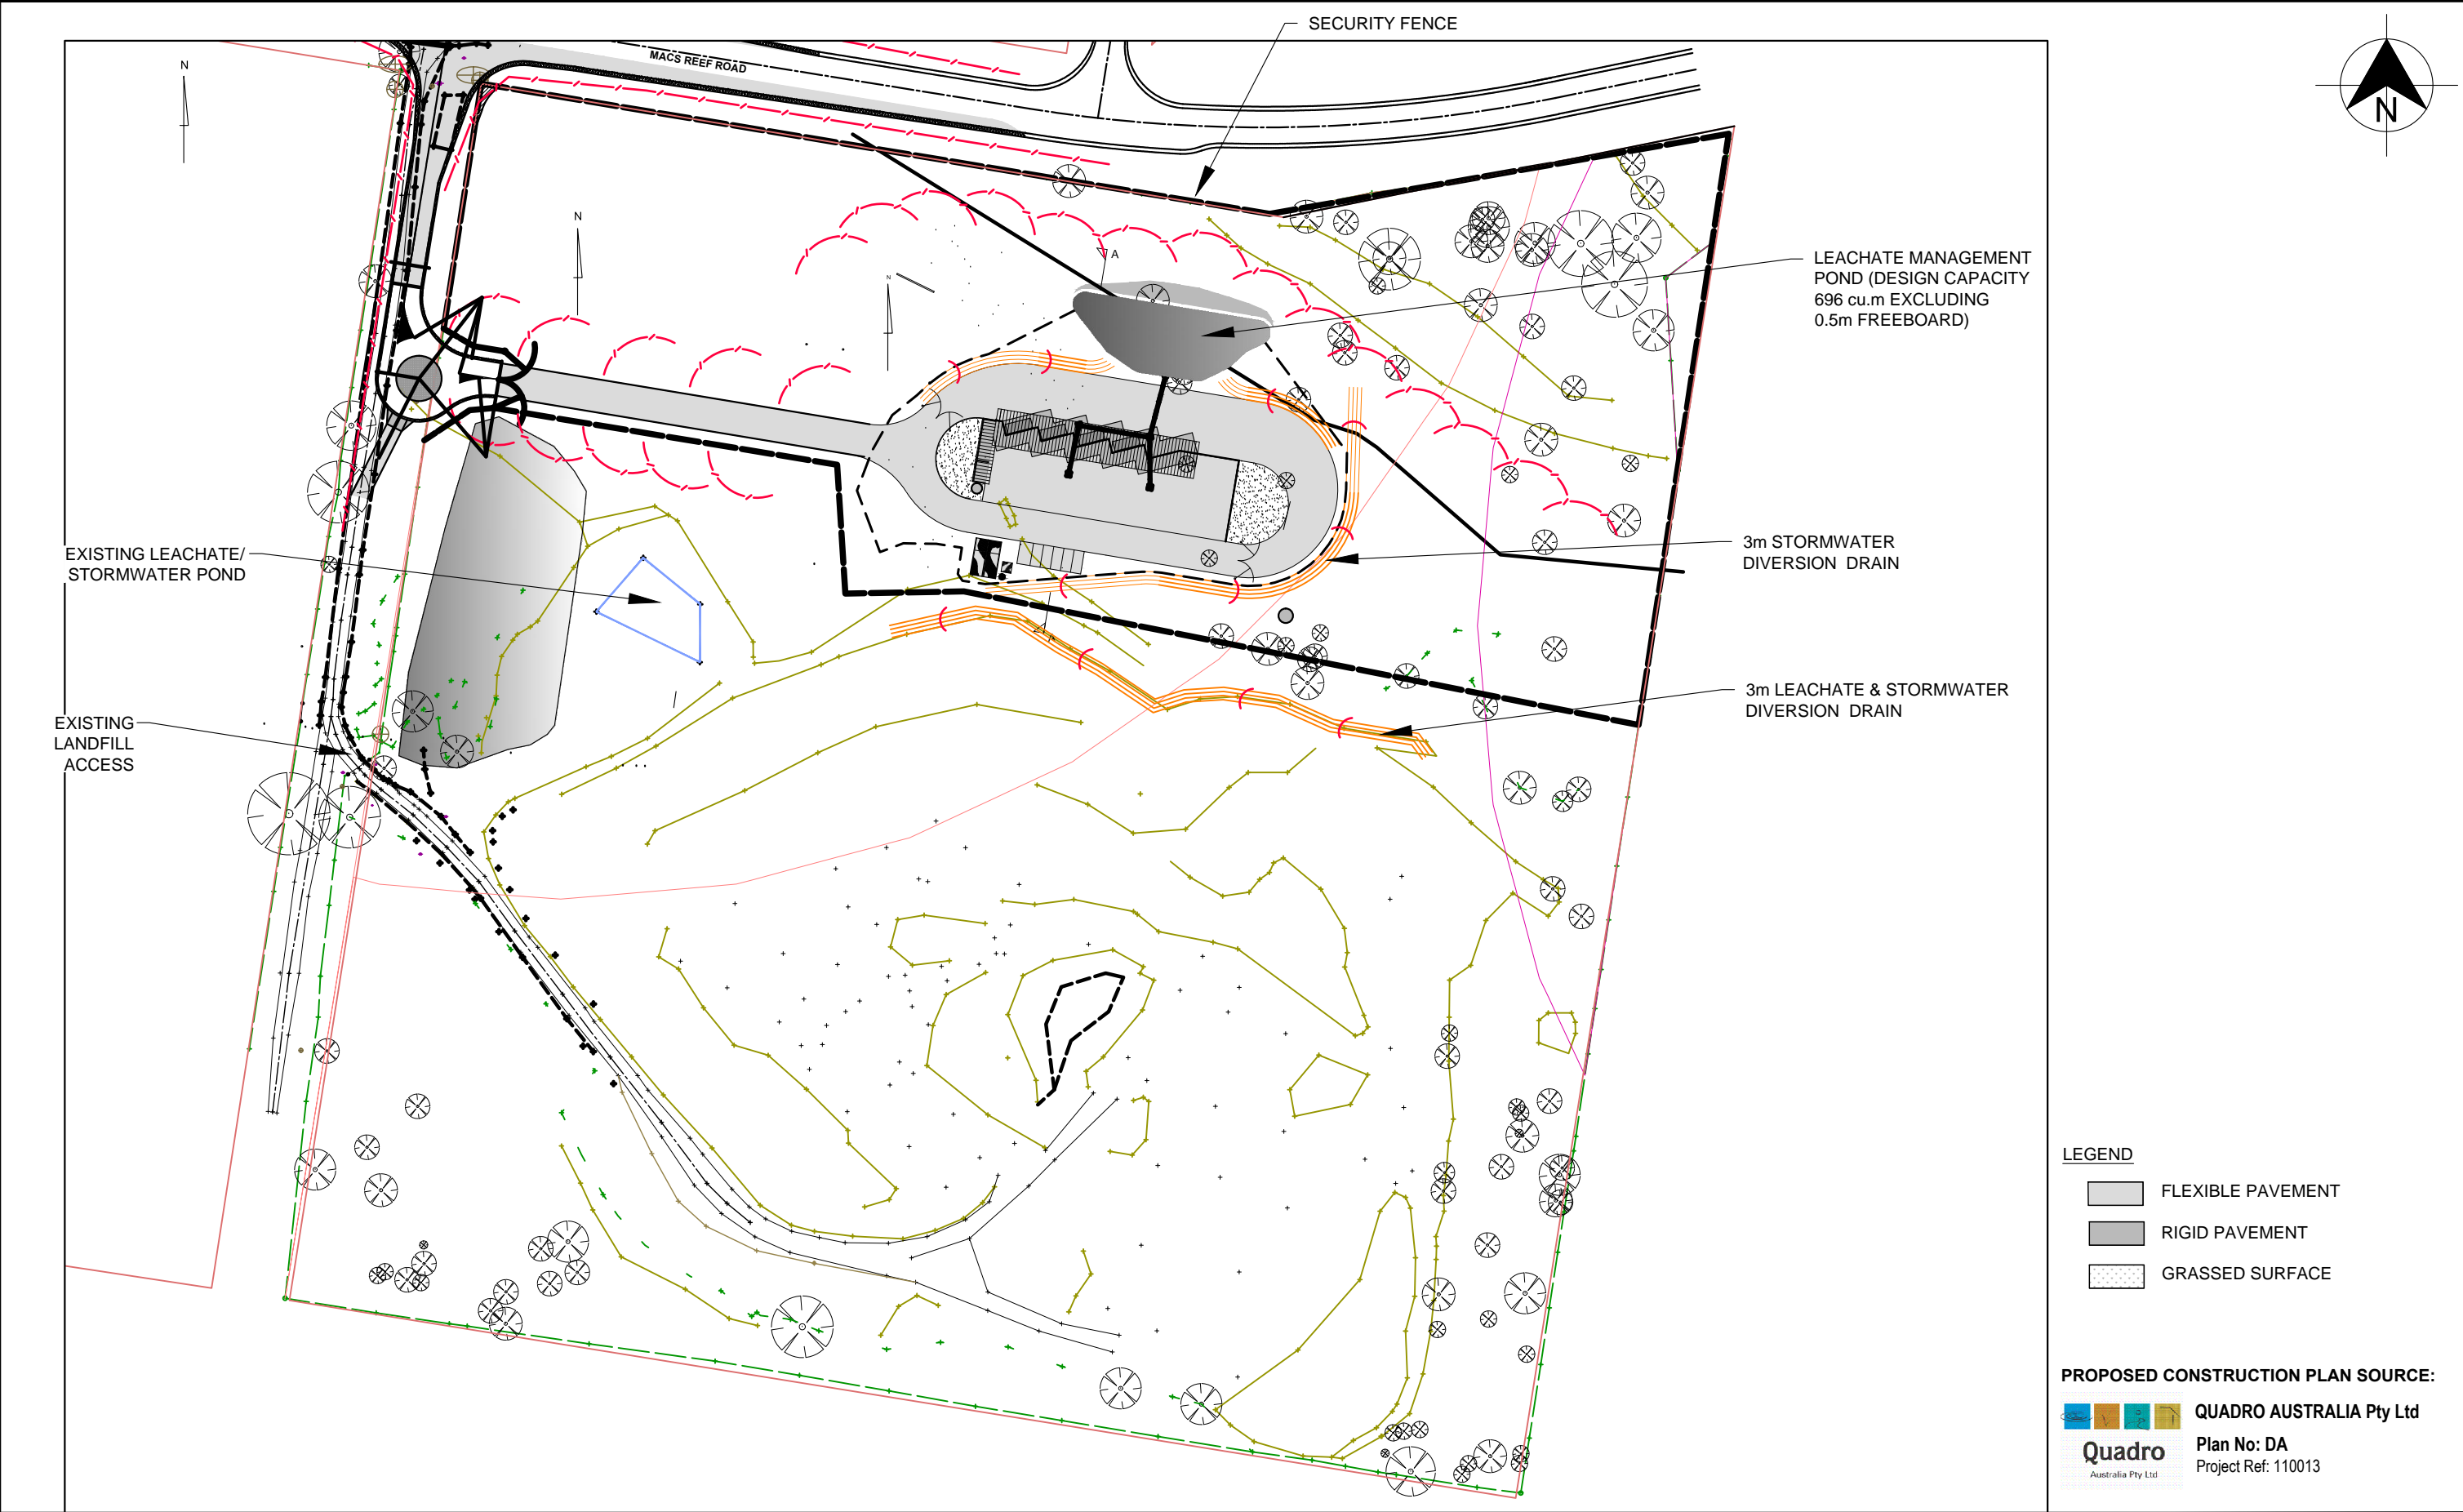 SECURITY FENCE
MACS REEF ROAD
N
N
N
N
A
LEACHATE MANAGEMENT
POND (DESIGN CAPACITY
696 cu.m EXCLUDING
0.5m FREEBOARD)
EXISTING LEACHATE/
STORMWATER POND
3m STORMWATER
DIVERSION DRAIN
A
3m LEACHATE & STORMWATER
DIVERSION DRAIN
EXISTING
LANDFILL
ACCESS
LEGEND
FLEXIBLE PAVEMENT
RIGID PAVEMENT
GRASSED SURFACE
PROPOSED CONSTRUCTION PLAN SOURCE:
QUADRO AUSTRALIA Pty Ltd
Quadro
Australia Pty Ltd
Plan No: DA
Project Ref: 110013